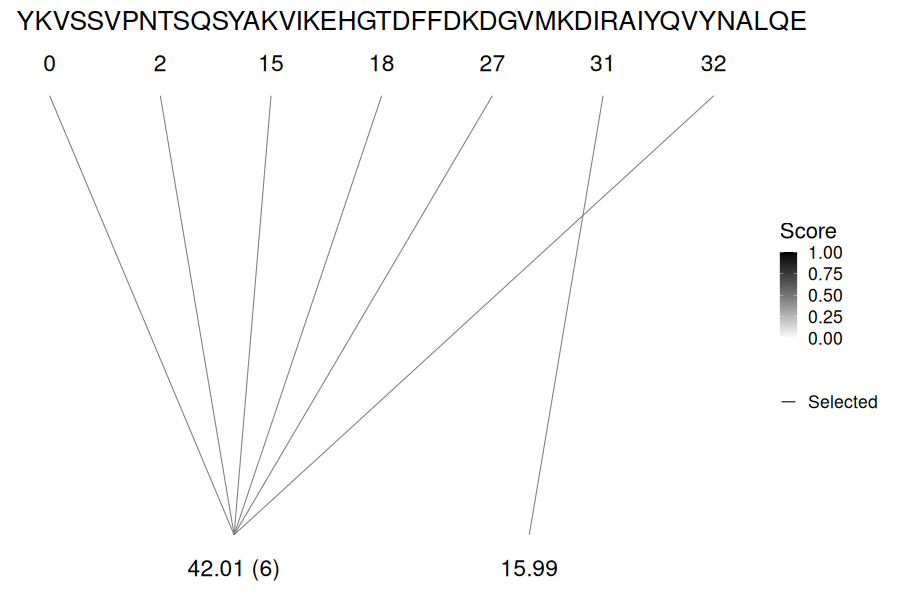 YKVSSVPNTSQSYAKVIKEHGTDFFDKDGVMKDIRAIYQVYNALQE
0 2 15 18 27 31 32
Score
1.00
0.75
0.50
0.25
0.00
Selected
42.01 (6) 15.99